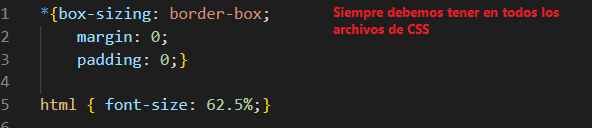 1 *{box-sizing: border-box; Siempre debemos tener en todos los
2 margin: 0; archivos de CSS
3 padding: 0;}
4
5 html { font-size: 62.5%;}
6